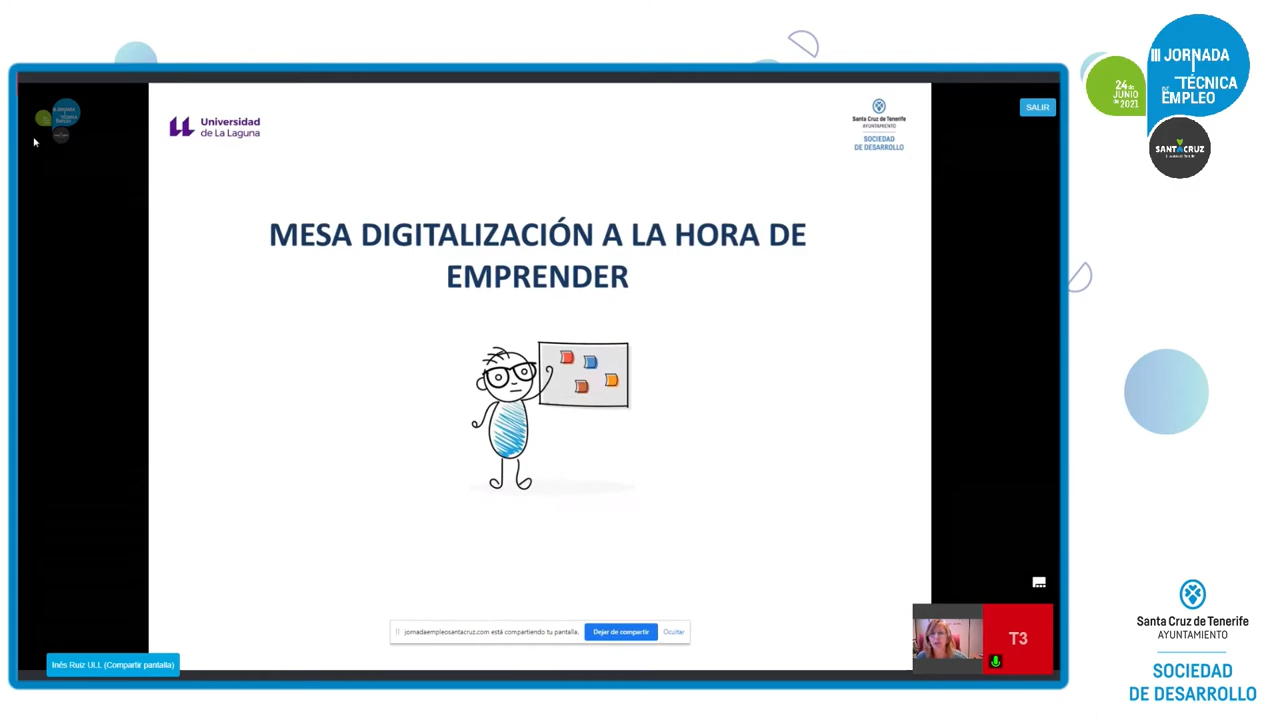 III JORNADA
TÉCNICA
DE EMPLEO
24 de
JUNIO
de 2021
SANTA CRUZ
SALIR
Universidad
de La Laguna
Santa Cruz de Tenerife
AYUNTAMIENTO
SOCIEDAD
DE DESARROLLO
MESA DIGITALIZACIÓN A LA HORA DE
EMPRENDER
jornadaempleosantacruz.com está compartiendo tu pantalla.
Dejar de compartir
Ocultar
T3
Inés Ruiz ULL (Compartir pantalla)
Santa Cruz de Tenerife
AYUNTAMIENTO
SOCIEDAD
DE DESARROLLO